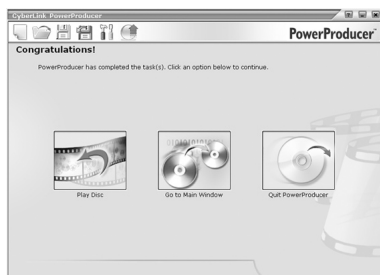 CyberLink PowerProducer
PowerProducer
Congratulations!
PowerProducer has completed the task(s). Click an option below to continue.
Play Disc
Go to Main Window
Quit PowerProducer